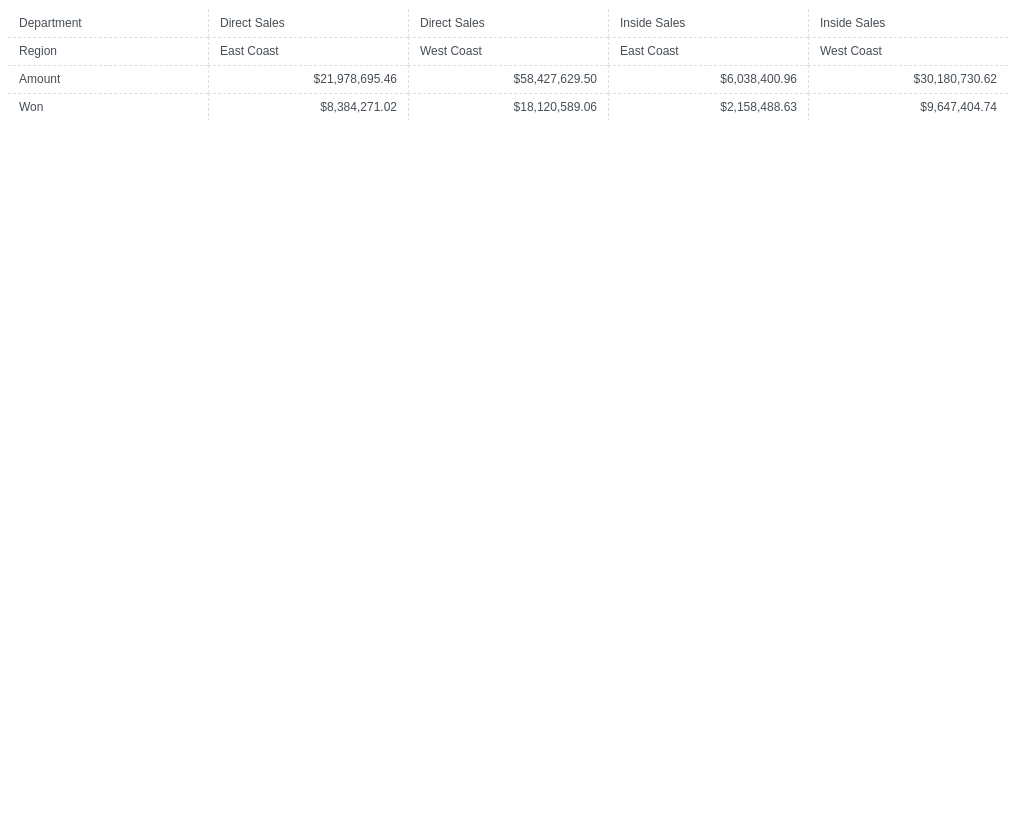 Department Direct Sales Direct Sales Inside Sales Inside Sales
Region East Coast West Coast East Coast West Coast
Amount $21,978,695.46 $58,427,629.50 $6,038,400.96 $30,180,730.62
Won $8,384,271.02 $18,120,589.06 $2,158,488.63 $9,647,404.74